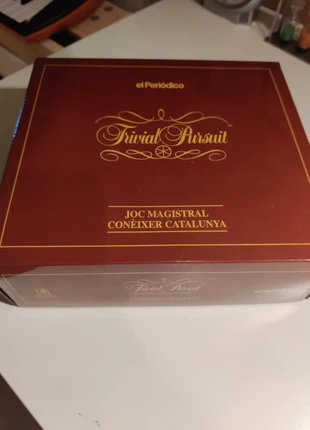 el Periódico
Trivial Pursuit
JOC MAGISTRAL
CONÈIXER CATALUNYA
Trivial Pursuit